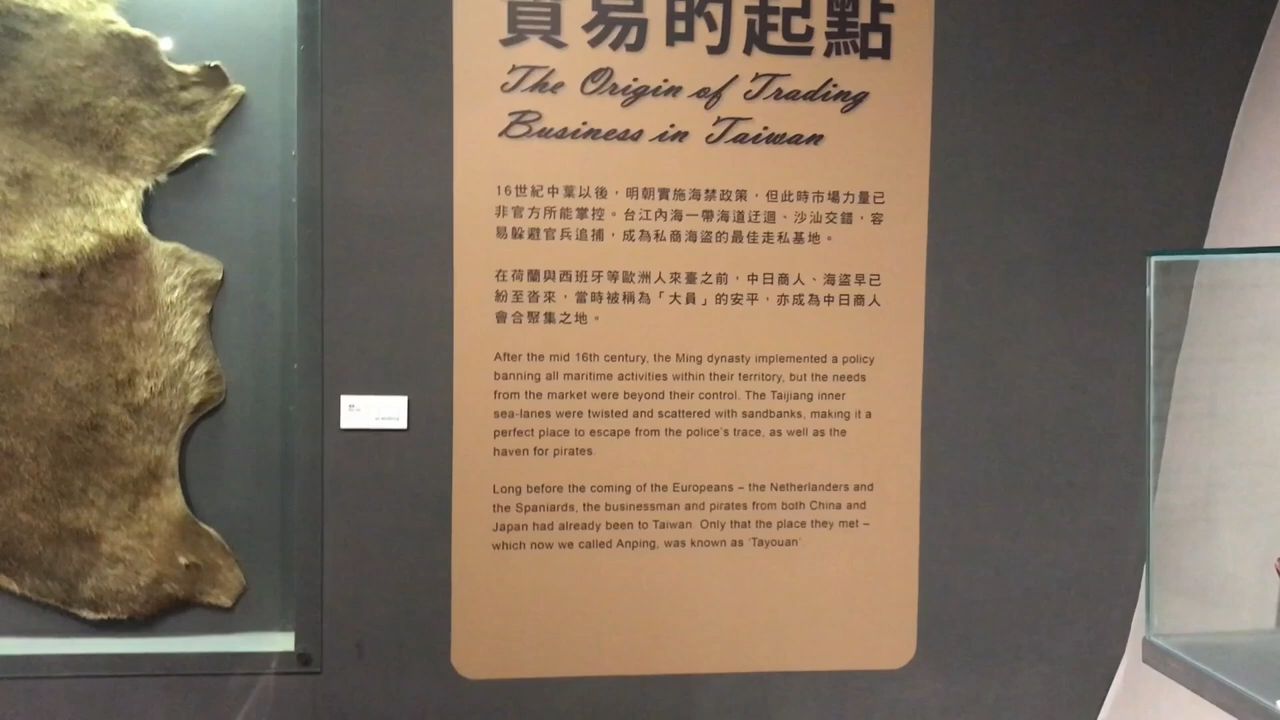 貿易的起點
The Origin of Trading
Business in Taiwan
16世紀中葉以後，明朝實施海禁政策，但此時市場力量已
非官方所能掌控。台江內海一帶海道迂迴、沙汕交錯，容
易躲避官兵追捕，成為私商海盜的最佳走私基地。
在荷蘭與西班牙等歐洲人來臺之前，中日商人、海盜早已
紛至沓來，當時被稱為「大員」的安平，亦成為中日商人
會合聚集之地。
After the mid 16th century, the Ming dynasty implemented a policy
banning all maritime activities within their territory, but the needs
from the market were beyond their control. The Taijiang inner
sea-lanes were twisted and scattered with sandbanks, making it a
perfect place to escape from the police's trace, as well as the
haven for pirates.
Long before the coming of the Europeans – the Netherlanders and
the Spaniards, the businessman and pirates from both China and
Japan had already been to Taiwan. Only that the place they met –
which now we called Anping, was known as 'Tayouan'